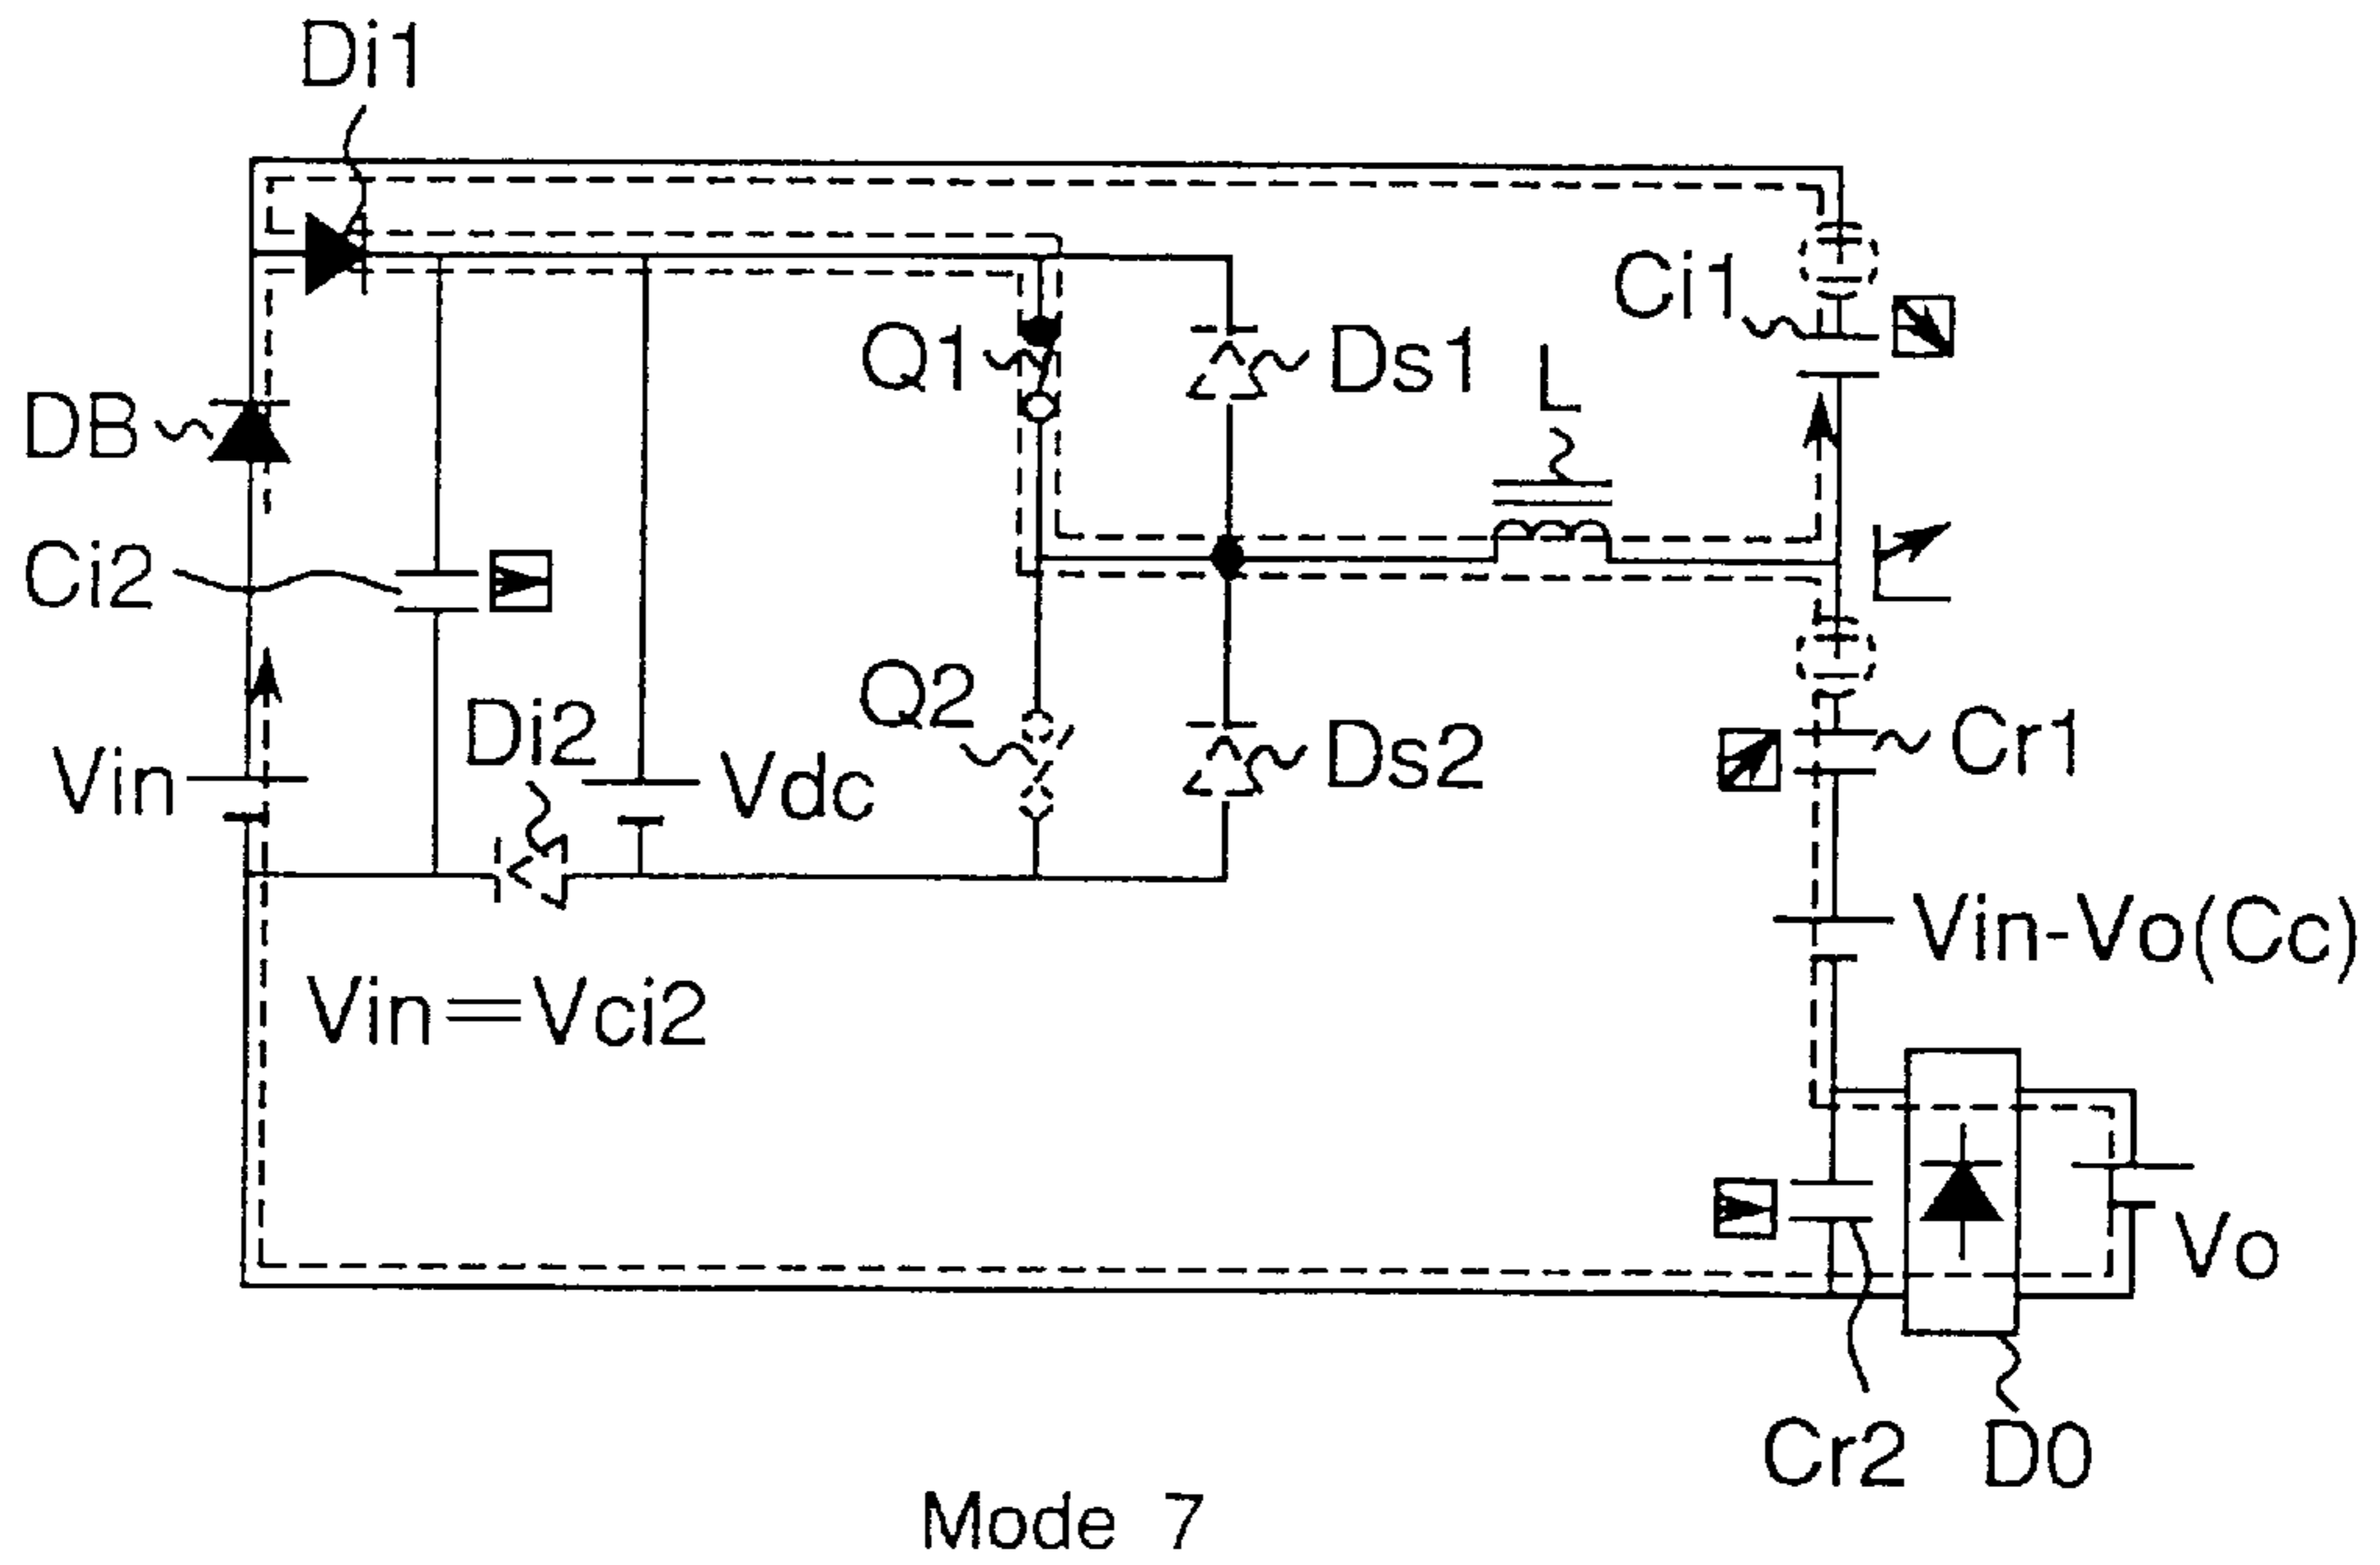 Di1
Ci1
Q1
Ds1
L
DB
Ci2
Q2
Di2
Ds2
Cr1
Vin
Vdc
Vin-Vo(Cc)
Vin=Vci2
Vo
Cr2
D0
Mode 7